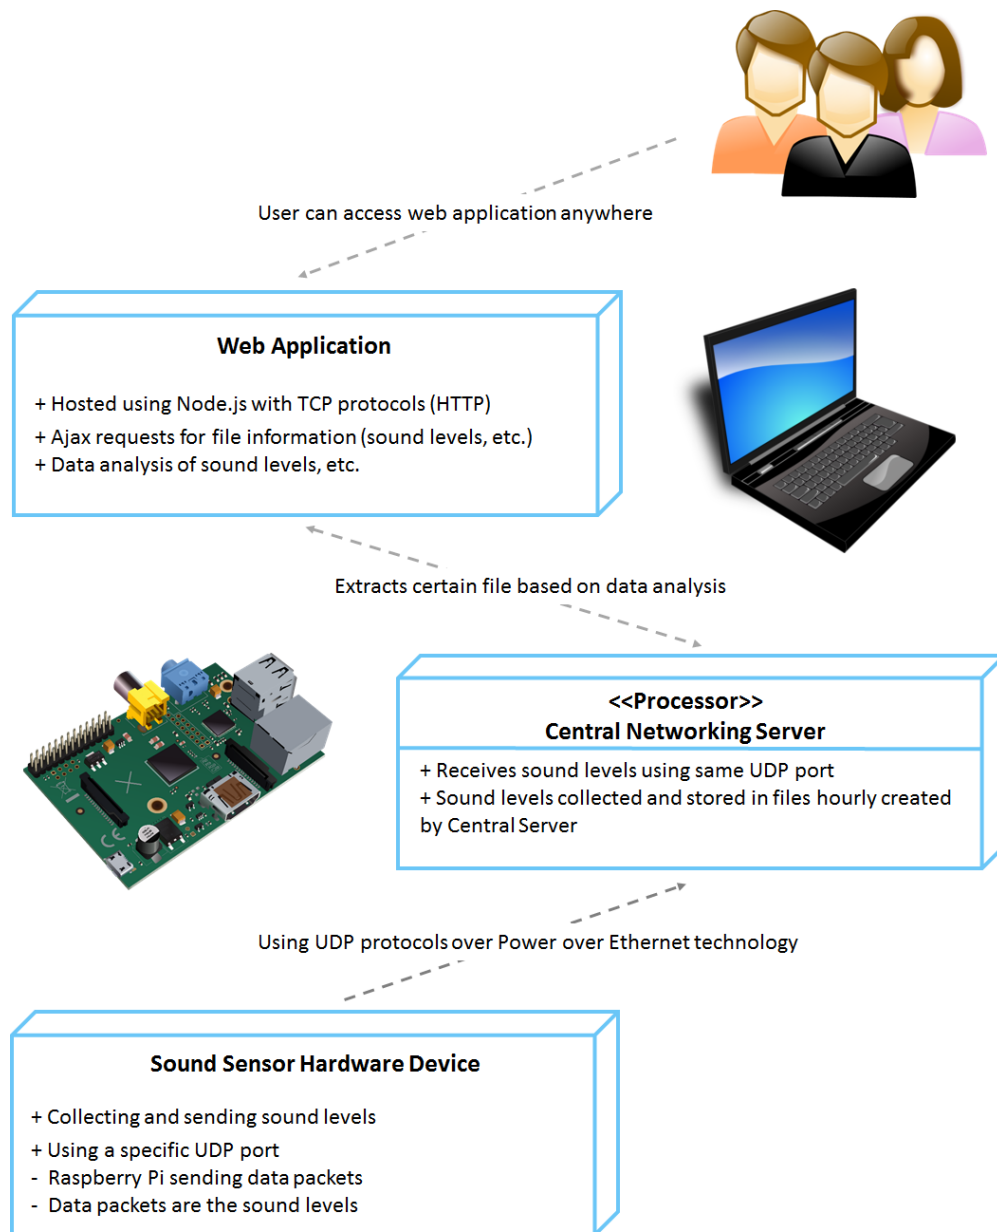 User can access web application anywhere
Web Application
+ Hosted using Node.js with TCP protocols (HTTP)
+ Ajax requests for file information (sound levels, etc.)
+ Data analysis of sound levels, etc.
Extracts certain file based on data analysis
<<Processor>>
Central Networking Server
+ Receives sound levels using same UDP port
+ Sound levels collected and stored in files hourly created
by Central Server
Using UDP protocols over Power over Ethernet technology
Sound Sensor Hardware Device
+ Collecting and sending sound levels
+ Using a specific UDP port
- Raspberry Pi sending data packets
- Data packets are the sound levels